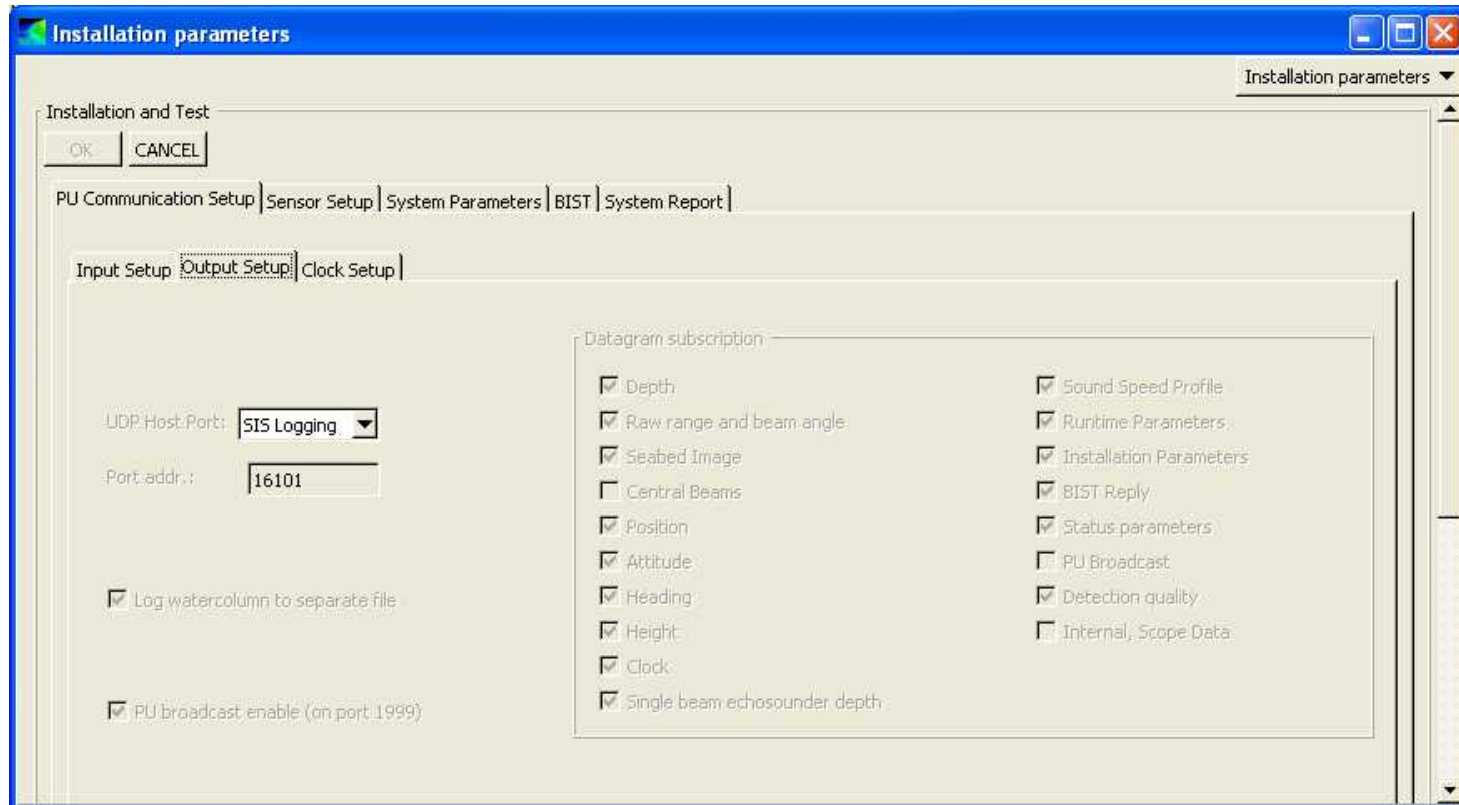 Installation parameters
Installation parameters
Installation and Test
OK CANCEL
PU Communication Setup Sensor Setup System Parameters BIST System Report
Input Setup Output Setup Clock Setup
UDP Host Port: SIS Logging
Port addr.: 16101
Log watercolumn to separate file
PU broadcast enable (on port 1999)
Datagram subscription
Depth
Raw range and beam angle
Seabed Image
Central Beams
Position
Attitude
Heading
Height
Clock
Single beam echosounder depth
Sound Speed Profile
Runtime Parameters
Installation Parameters
BIST Reply
Status parameters
PU Broadcast
Detection quality
Internal, Scope Data